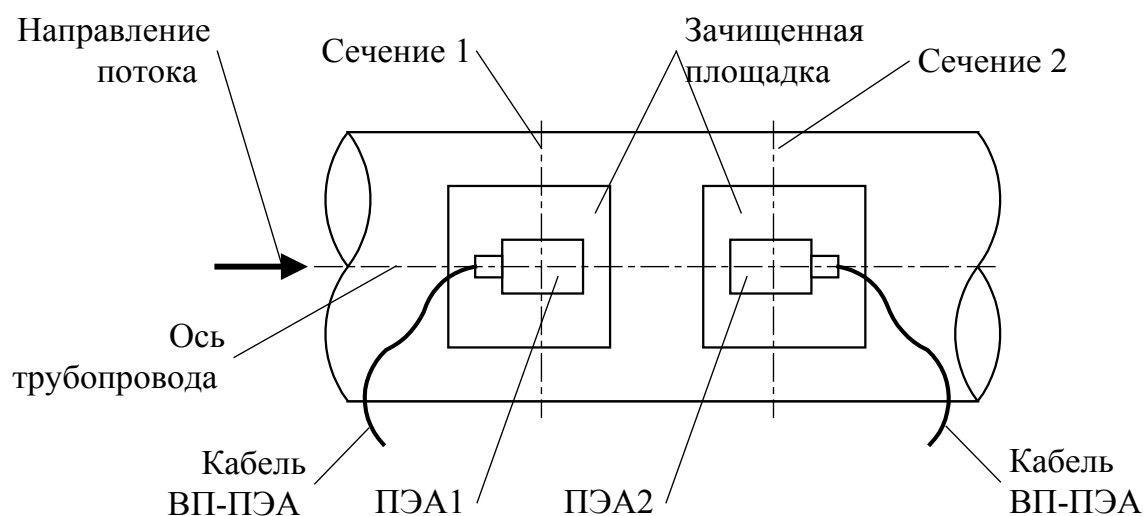 Направление
потока
Сечение 1
Зачищенная
площадка
Сечение 2
Ось
трубопровода
Кабель
ВП-ПЭА
ПЭА1
ПЭА2
Кабель
ВП-ПЭА